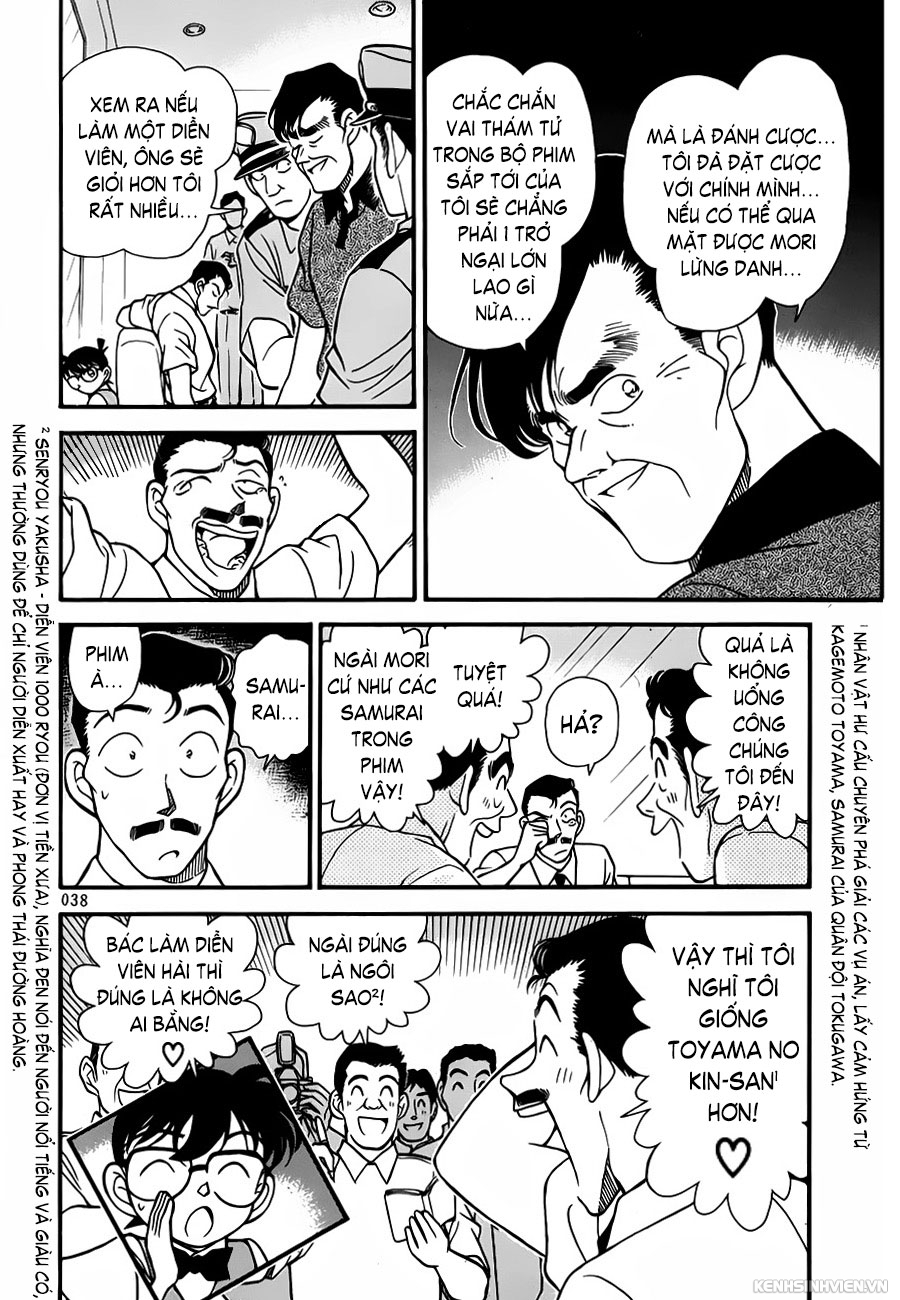 MÀ LÀ ĐÁNH CƯỢC...
TÔI ĐÃ ĐẶT CƯỢC
VỚI CHÍNH MÌNH...
NẾU CÓ THỂ QUA
MẶT ĐƯỢC MORI
LỪNG DANH...
CHẮC CHẮN
VAI THÁM TỬ
TRONG BỘ PHIM
SẮP TỚI CỦA
TÔI SẼ CHẲNG
PHẢI 1 TRỞ
NGẠI LỚN
LAO GÌ
NỮA...
XEM RA NẾU
LÀM MỘT DIỄN
VIÊN, ÔNG SẼ
GIỎI HƠN TÔI
RẤT NHIỀU...
QUẢ LÀ
KHÔNG
UỔNG
CÔNG
CHÚNG
TÔI ĐẾN
ĐÂY!
HẢ?
TUYỆT
QUÁ!
NGÀI MORI
CỨ NHƯ CÁC
SAMURAI
TRONG
PHIM
VẬY!
SAMU-
RAI...
PHIM
À...
038
VẬY THÌ TÔI
NGHĨ TÔI
GIỐNG
TOYAMA NO
KIN-SAN¹
HƠN!
♡
NGÀI ĐÚNG
LÀ NGÔI
SAO²!
BÁC LÀM DIỄN
VIÊN HÀI THÌ
ĐÚNG LÀ KHÔNG
AI BẰNG!
♡
¹ NHÂN VẬT HƯ CẤU CHUYÊN PHÁ GIẢI CÁC VỤ ÁN, LẤY CẢM HỨNG TỪ
KAGEMOTO TOYAMA, SAMURAI CỦA QUÂN ĐỘI TOKUGAWA.
² SENRYOU YAKUSHA - DIỄN VIÊN 1000 RYOU (ĐƠN VỊ TIỀN XƯA), NGHĨA ĐEN NÓI ĐẾN NGƯỜI NỔI TIẾNG VÀ GIÀU CÓ,
NHƯNG THƯỜNG DÙNG ĐỂ CHỈ NGƯỜI DIỄN XUẤT HAY VÀ PHONG THÁI ĐƯỜNG HOÀNG.
KENHSINHVIEN.VN